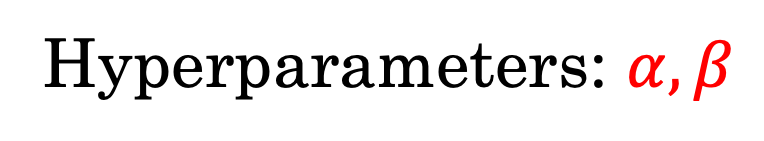 Hyperparameters: α, β